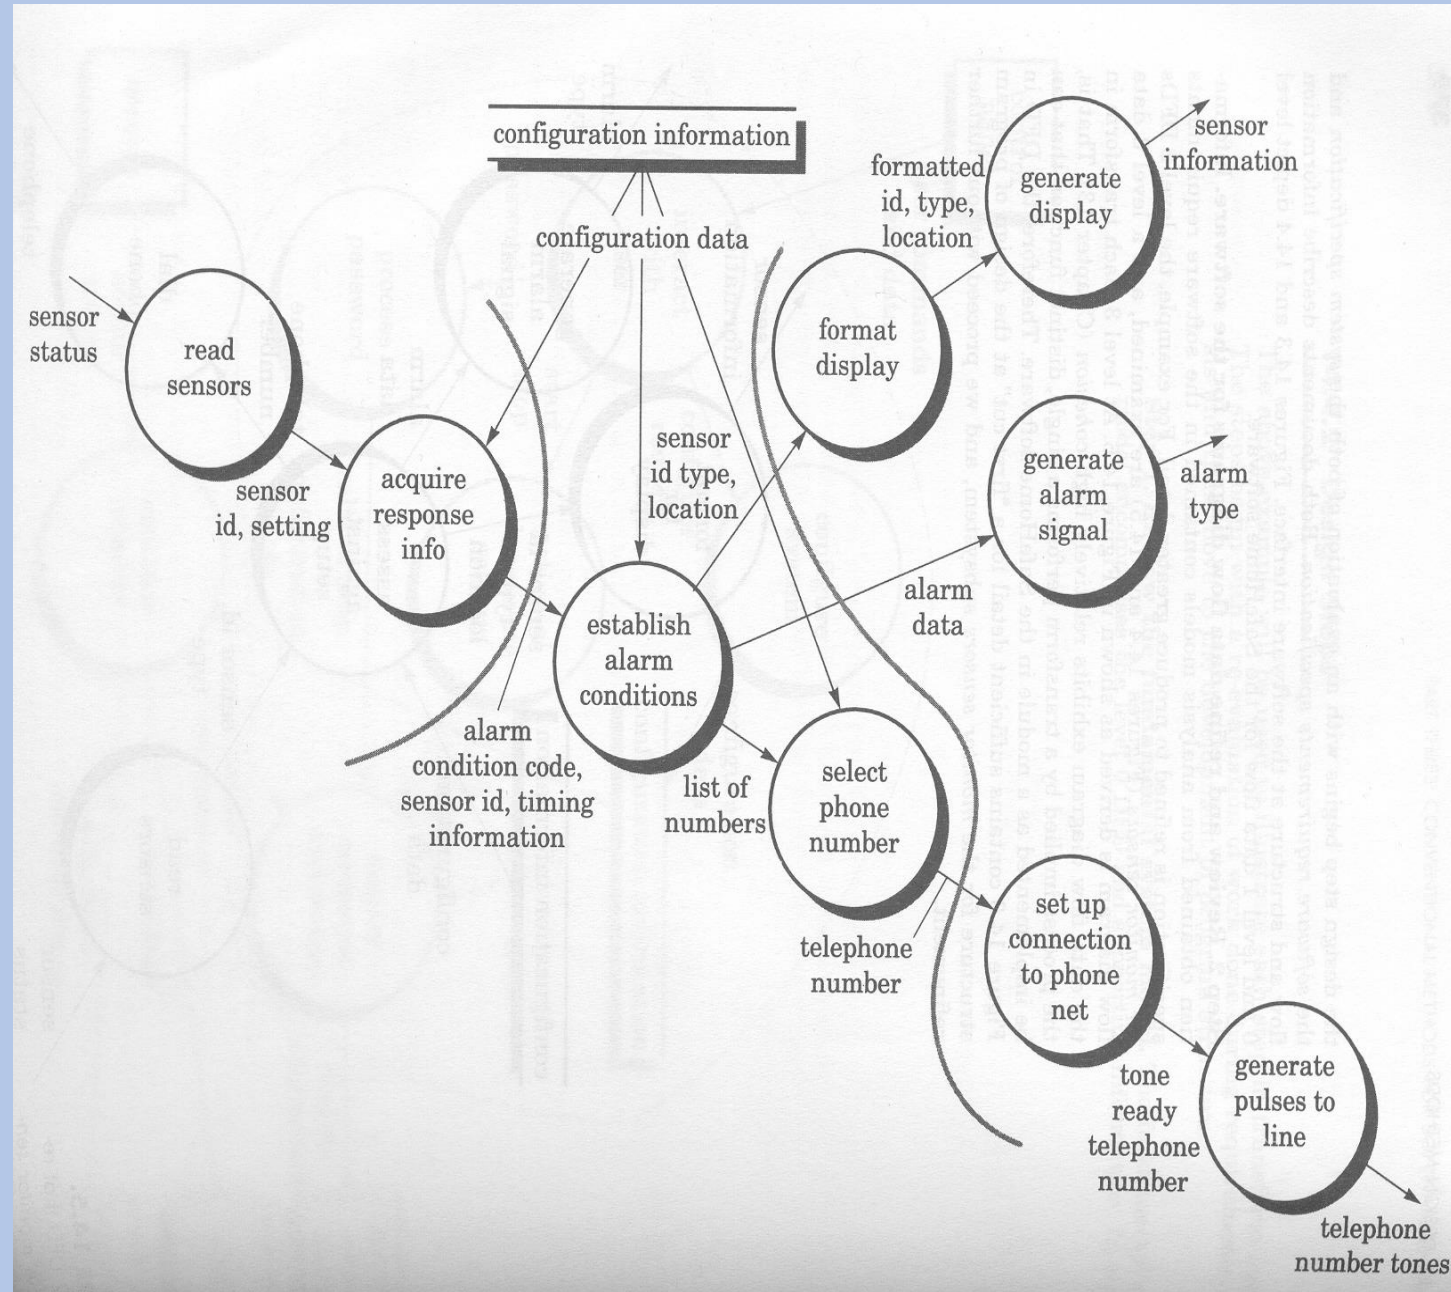 configuration information
configuration data
sensor
status
read
sensors
sensor
id, setting
acquire
response
info
alarm
condition code,
sensor id, timing
information
establish
alarm
conditions
sensor
id type,
location
format
display
formatted
id, type,
location
generate
display
sensor
information
alarm
data
generate
alarm
signal
alarm
type
list of
numbers
select
phone
number
telephone
number
set up
connection
to phone
net
tone
ready
telephone
number
generate
pulses to
line
telephone
number tones